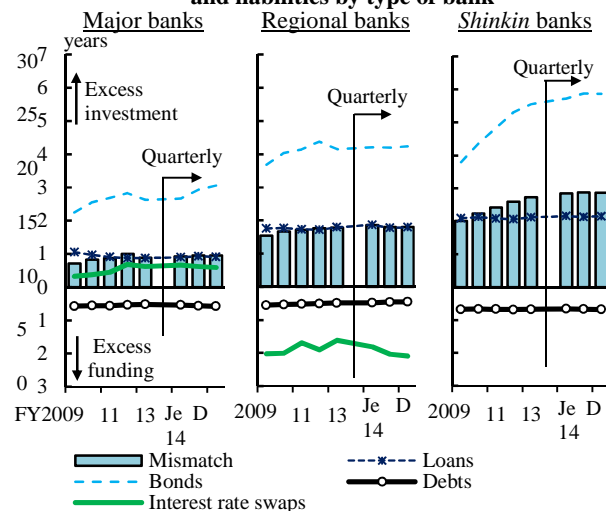 and liabilities by type of bank
Major banks
Regional banks
Shinkin banks
years
30
7
25
6
5
20
4
3
15
2
1
10
0
1
5
2
0
3
Excess
investment
Excess
funding
Quarterly
Quarterly
Quarterly
FY2009 11 13 Je D
14
2009 11 13 Je D
14
2009 11 13 Je D
14
Mismatch
Loans
Bonds
Debts
Interest rate swaps